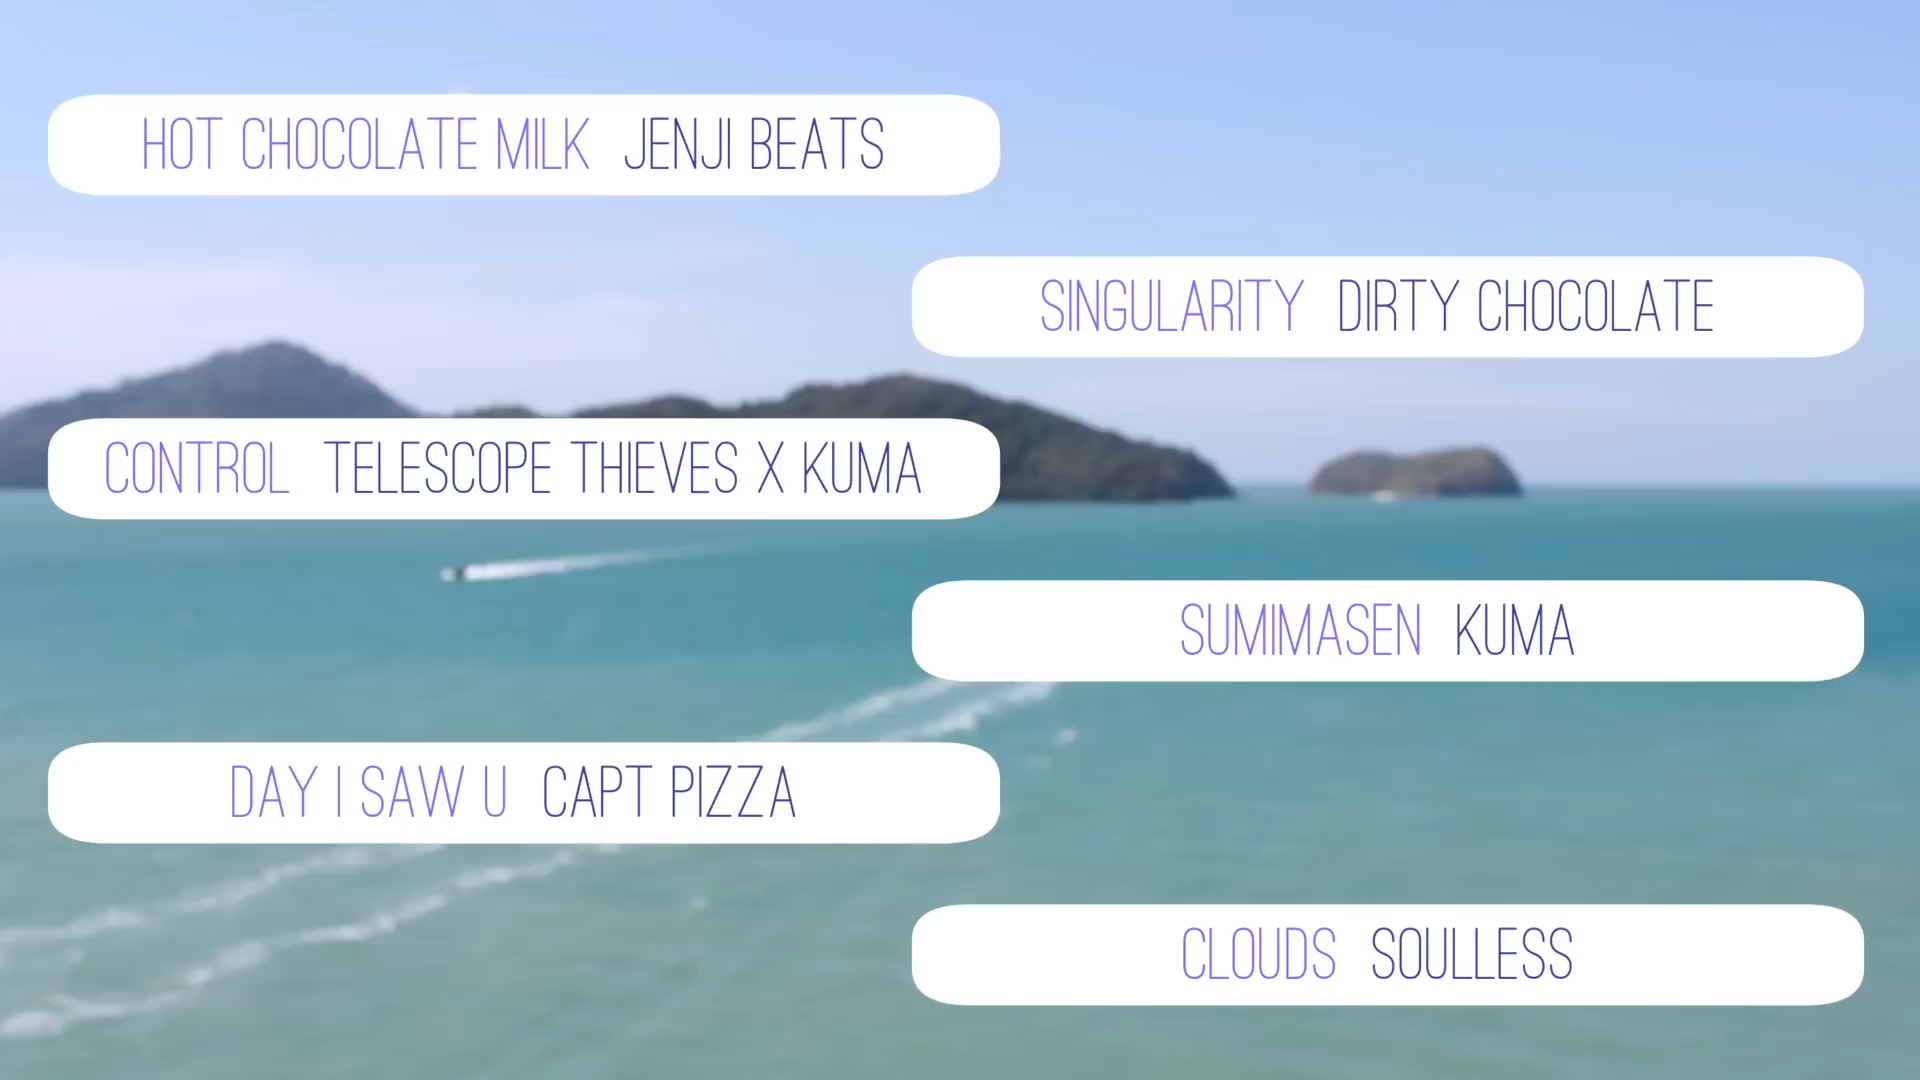 HOT CHOCOLATE MILK JENJI BEATS
SINGULARITY DIRTY CHOCOLATE
CONTROL TELESCOPE THIEVES X KUMA
SUMIMASEN KUMA
DAY I SAW U CAPT PIZZA
CLOUDS SOULLESS